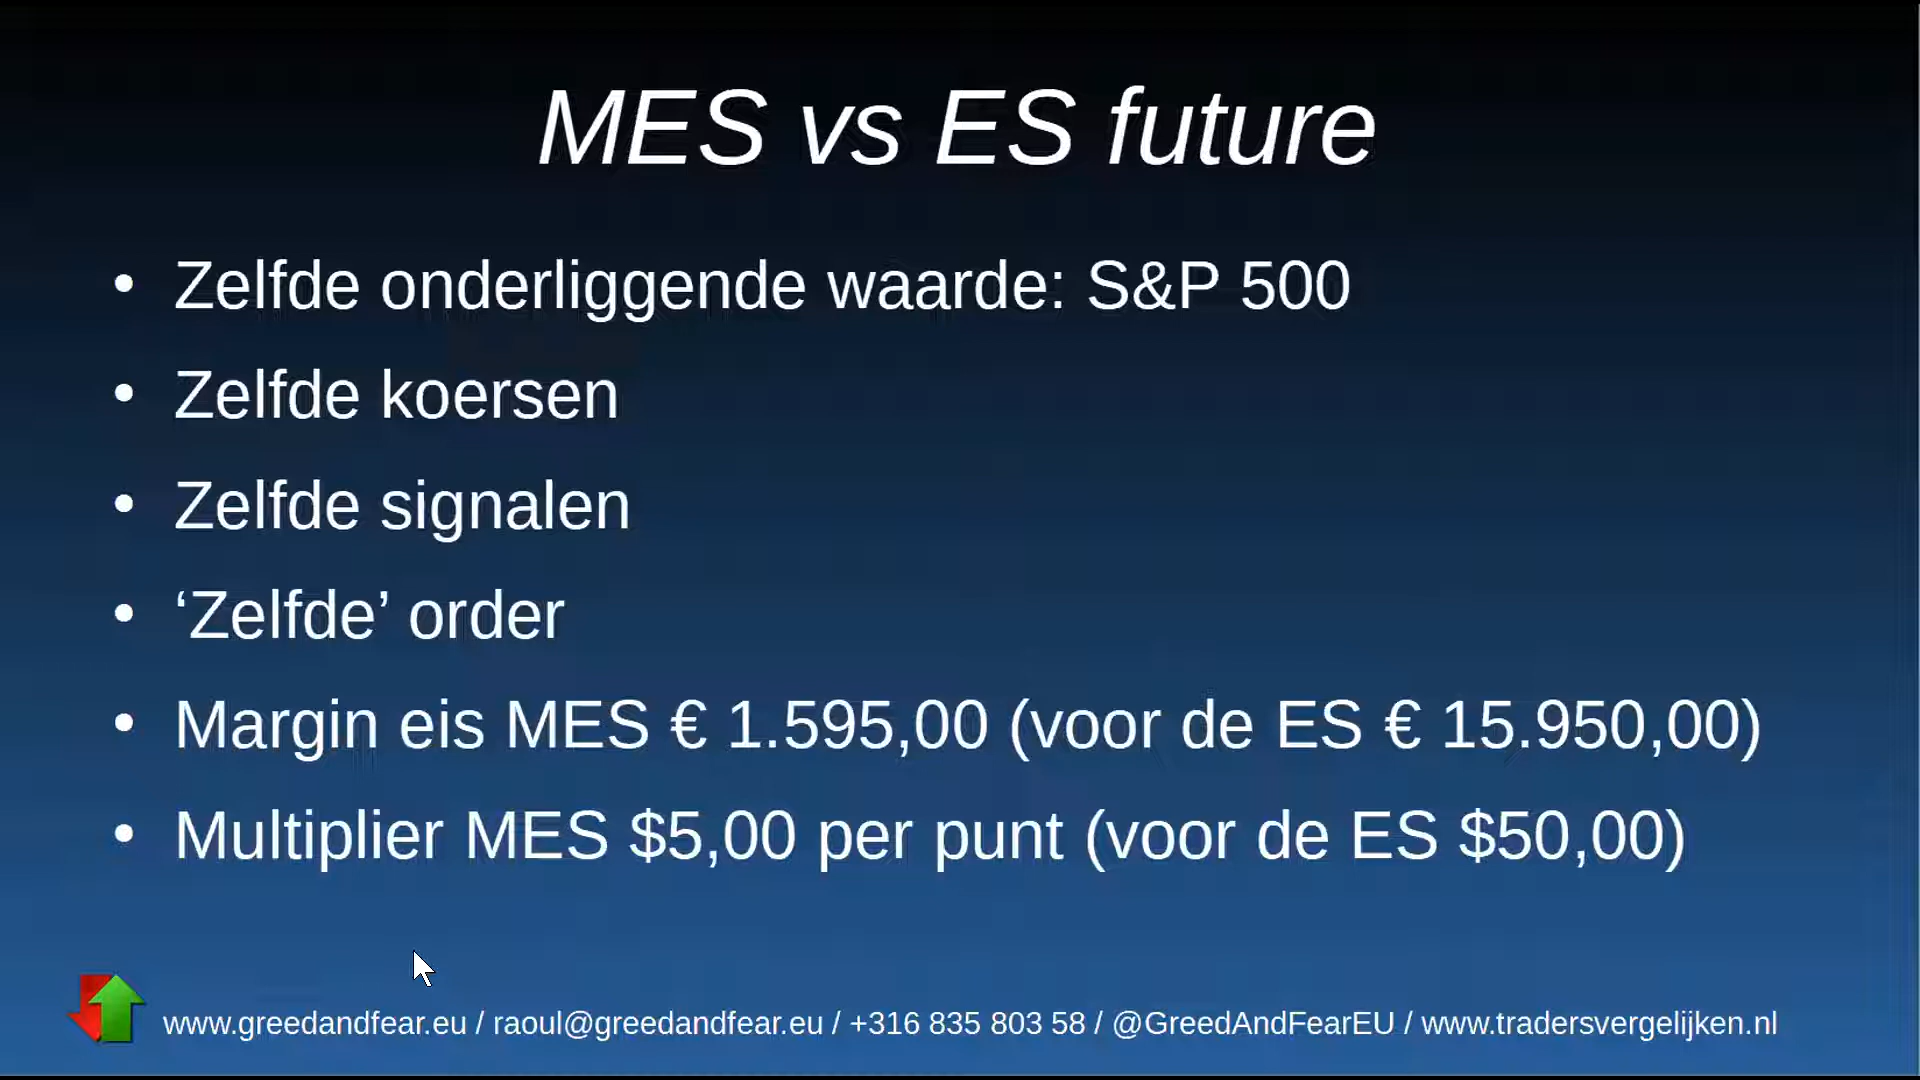 MES vs ES future
• Zelfde onderliggende waarde: S&P 500
• Zelfde koersen
• Zelfde signalen
• ‘Zelfde’ order
• Margin eis MES € 1.595,00 (voor de ES € 15.950,00)
• Multiplier MES $5,00 per punt (voor de ES $50,00)
www.greedandfear.eu / raoul@greedandfear.eu / +316 835 803 58 / @GreedAndFearEU / www.tradersvergelijken.nl